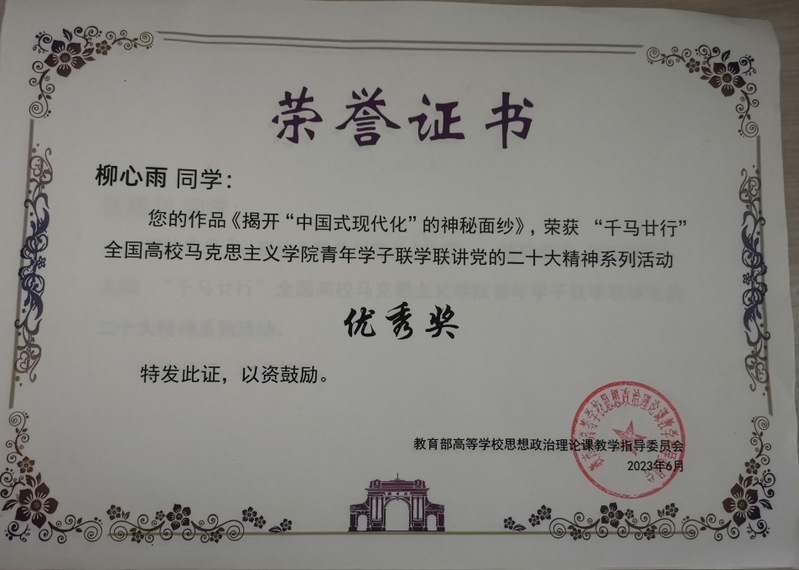 荣誉证书
柳心雨 同学：
您的作品《揭开“中国式现代化”的神秘面纱》，荣获 “千马廿行”
全国高校马克思主义学院青年学子联学联讲党的二十大精神系列活动
优秀奖
特发此证，以资鼓励。
教育部高等学校思想政治理论课教学指导委员会
2023年6月